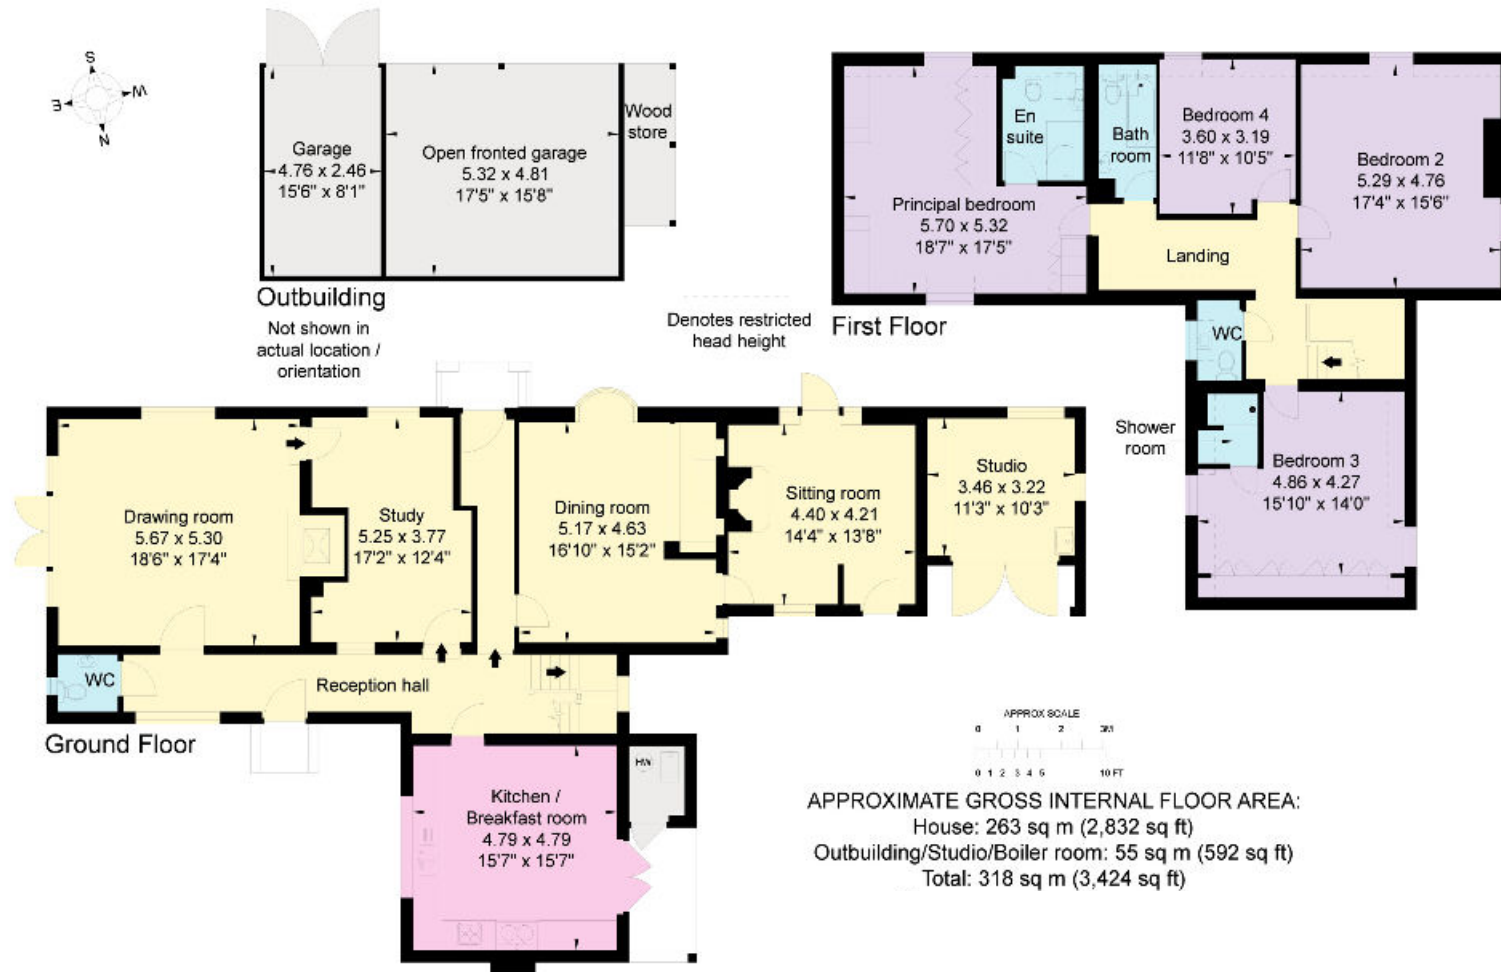 S
E
W
N
Garage
4.76 x 2.46
15'6" x 8'1"
Open fronted garage
5.32 x 4.81
17'5" x 15'8"
Wood
store
Outbuilding
Not shown in
actual location /
orientation
Denotes restricted
head height
Principal bedroom
5.70 x 5.32
18'7" x 17'5"
En
suite
Bath
room
Bedroom 4
3.60 x 3.19
11'8" x 10'5"
Bedroom 2
5.29 x 4.76
17'4" x 15'6"
Landing
First Floor
WC
Shower
room
Bedroom 3
4.86 x 4.27
15'10" x 14'0"
Drawing room
5.67 x 5.30
18'6" x 17'4"
Study
5.25 x 3.77
17'2" x 12'4"
Dining room
5.17 x 4.63
16'10" x 15'2"
Sitting room
4.40 x 4.21
14'4" x 13'8"
Studio
3.46 x 3.22
11'3" x 10'3"
WC
Reception hall
Ground Floor
Kitchen /
Breakfast room
4.79 x 4.79
15'7" x 15'7"
HW
APPROX SCALE
0 1 2 3M
0 1 2 3 4 5 10 FT
APPROXIMATE GROSS INTERNAL FLOOR AREA:
House: 263 sq m (2,832 sq ft)
Outbuilding/Studio/Boiler room: 55 sq m (592 sq ft)
Total: 318 sq m (3,424 sq ft)